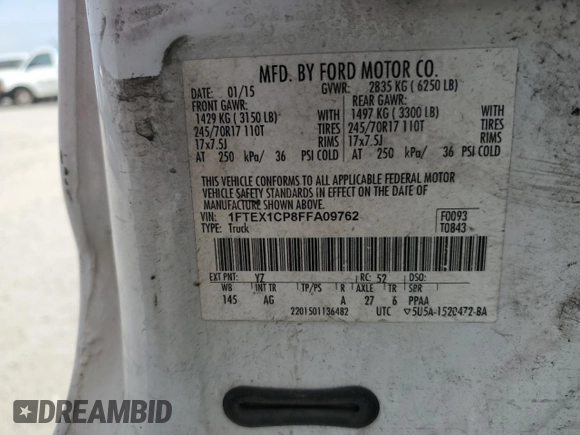 MFD. BY FORD MOTOR CO.
DATE: 01/15 GVWR: 2835 KG ( 6250 LB)
FRONT GAWR: REAR GAWR:
1429 KG ( 3150 LB) WITH 1497 KG ( 3300 LB) WITH
245/70R17 110T TIRES 245/70R17 110T TIRES
17x7.5J RIMS 17x7.5J RIMS
AT 250 kPa/ 36 PSI COLD AT 250 kPa/ 36 PSI COLD
THIS VEHICLE CONFORMS TO ALL APPLICABLE FEDERAL MOTOR
VEHICLE SAFETY STANDARDS IN EFFECT ON THE DATE OF
MANUFACTURE SHOWN ABOVE.
VIN: 1FTEX1CP8FFA09762 F0093
TYPE: Truck T0843
EXT PNT: YZ RC: 52 DSO:
WB INT TR TP/PS R AXLE TR SPR
145 AG A 27 6 PPAA
2201501136482 UTC ▽5U5A-1520472-BA
DREAMBID